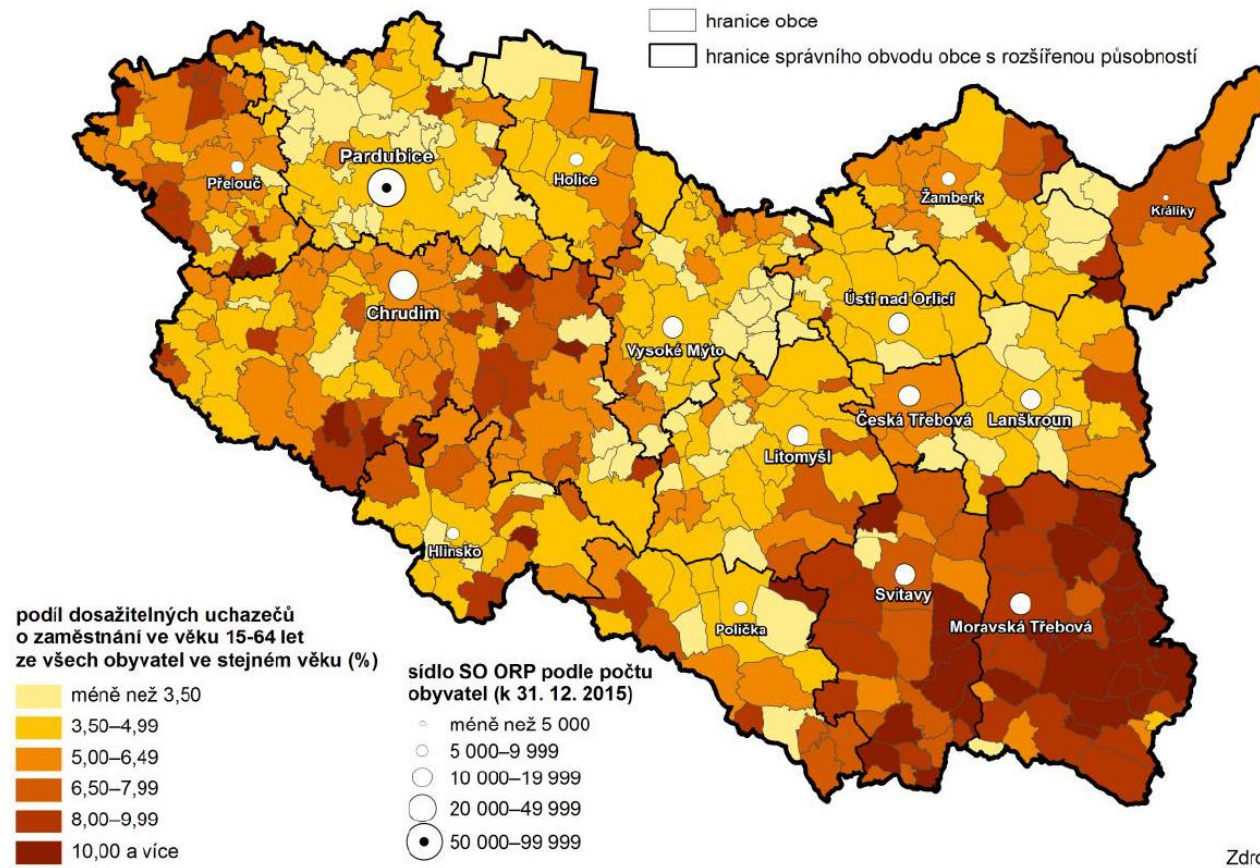 hranice obce
hranice správního obvodu obce s rozšířenou působností
Pardubice
Přelouč
Holice
Žamberk
Králíky
Chrudim
Ústí nad Orlicí
Vysoké Mýto
Česká Třebová
Lanškroun
Litomyšl
Hlinsko
Svitavy
Polička
Moravská Třebová
podíl dosažitelných uchazečů
o zaměstnání ve věku 15-64 let
ze všech obyvatel ve stejném věku (%)
méně než 3,50
3,50–4,99
5,00–6,49
6,50–7,99
8,00–9,99
10,00 a více
sídlo SO ORP podle počtu
obyvatel (k 31. 12. 2015)
méně než 5 000
5 000–9 999
10 000–19 999
20 000–49 999
50 000–99 999
Zdro